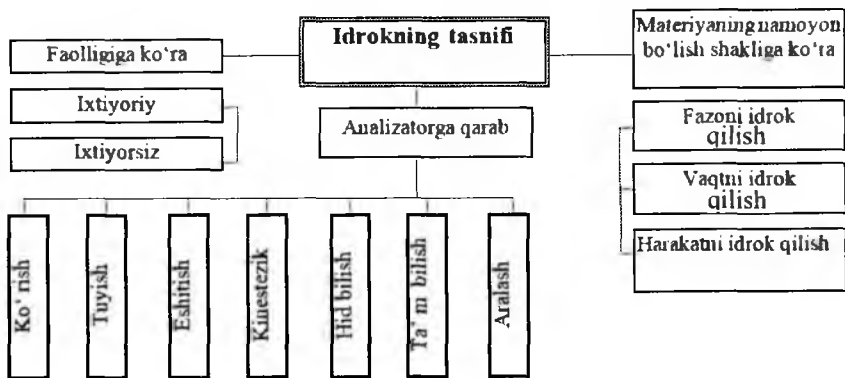 Idrokning tasnifi
Faolligiga ko‘ra
Ixtiyoriy
Ixtiyorsiz
Analizatorga qarab
Ko‘rish
Tuyish
Eshitish
Kinestezik
Hid bilish
Ta‘m bilish
Aralash
Materiyaning namoyon
bo‘lish shakliga ko‘ra
Fazoni idrok
qilish
Vaqtni idrok
qilish
Harakatni idrok qilish